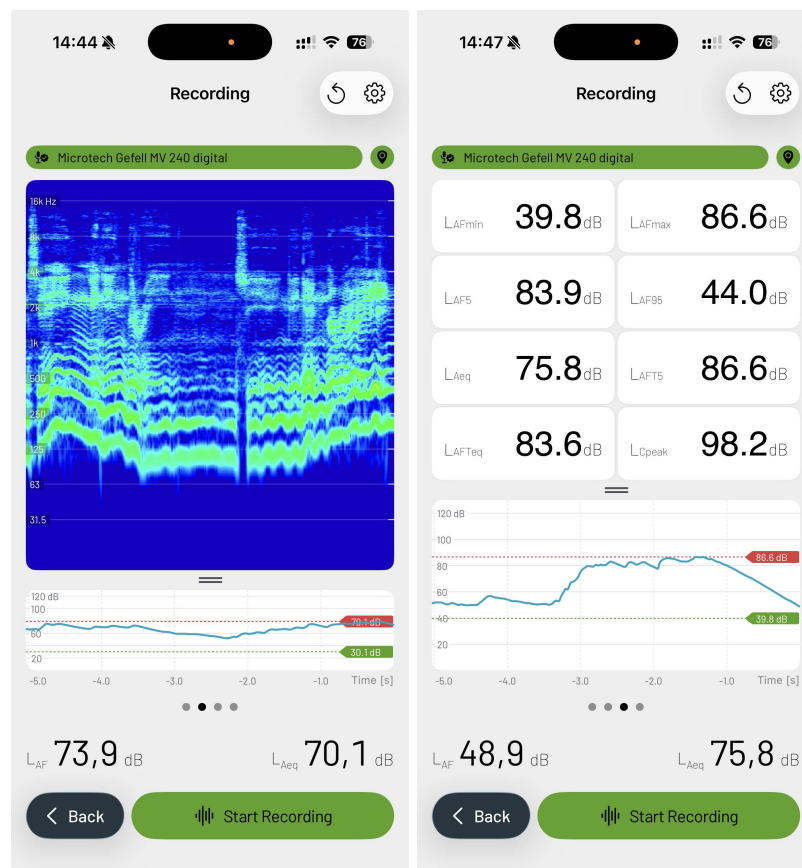 14:44
76
Recording
Microtech Gefell MV 240 digital
16k Hz
8k
4k
2k
1k
500
250
125
63
31.5
120 dB
100
79.1 dB
60
30.1 dB
20
-5.0 -4.0 -3.0 -2.0 -1.0 Time [s]
LAF 73,9 dB LAeq 70,1 dB
Back Start Recording
14:47
76
Recording
Microtech Gefell MV 240 digital
LAFmin 39.8 dB LAFmax 86.6 dB
LAF5 83.9 dB LAF95 44.0 dB
LAeq 75.8 dB LAFT5 86.6 dB
LAFTeq 83.6 dB LCpeak 98.2 dB
120 dB
100
86.6 dB
80
60
40
39.8 dB
20
-5.0 -4.0 -3.0 -2.0 -1.0 Time [s]
LAF 48,9 dB LAeq 75,8 dB
Back Start Recording